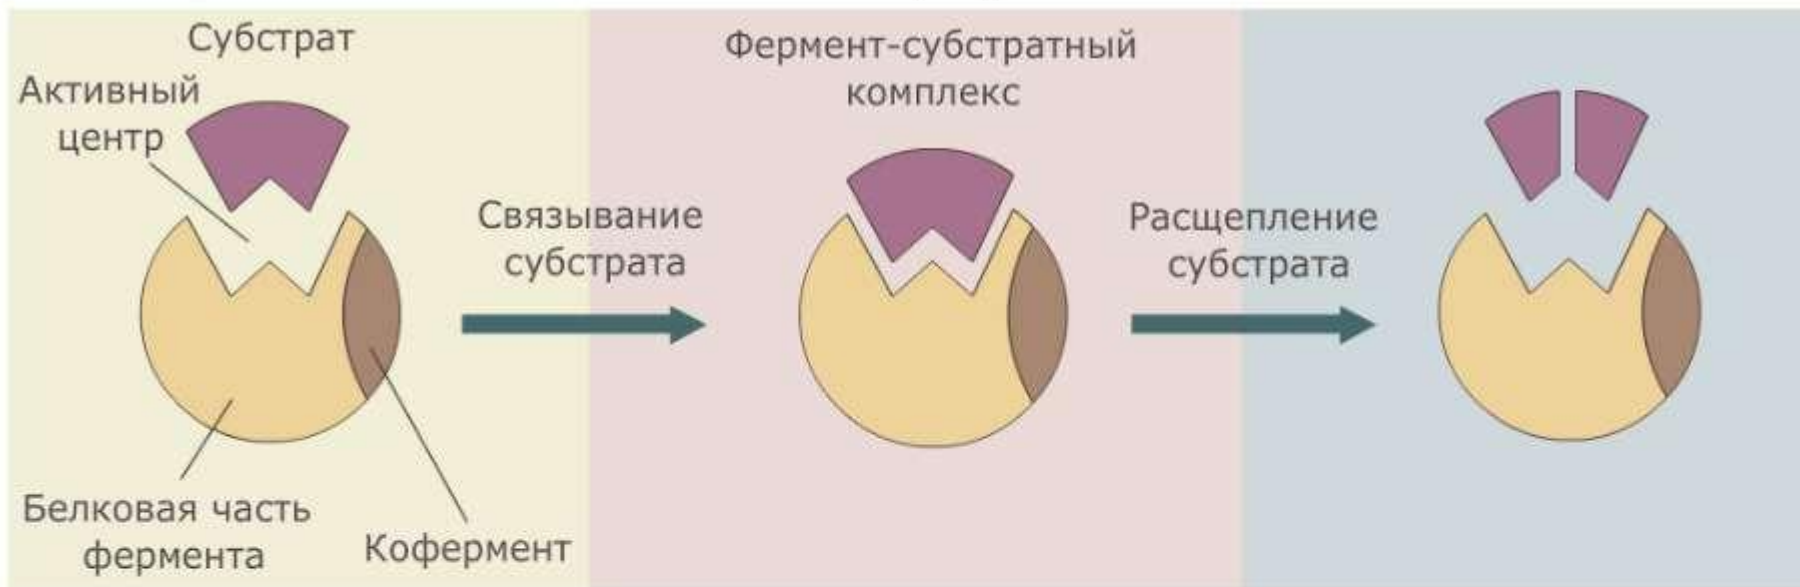 Субстрат
Активный
центр
Белковая часть
фермента
Кофермент
Связывание
субстрата
Фермент-субстратный
комплекс
Расщепление
субстрата